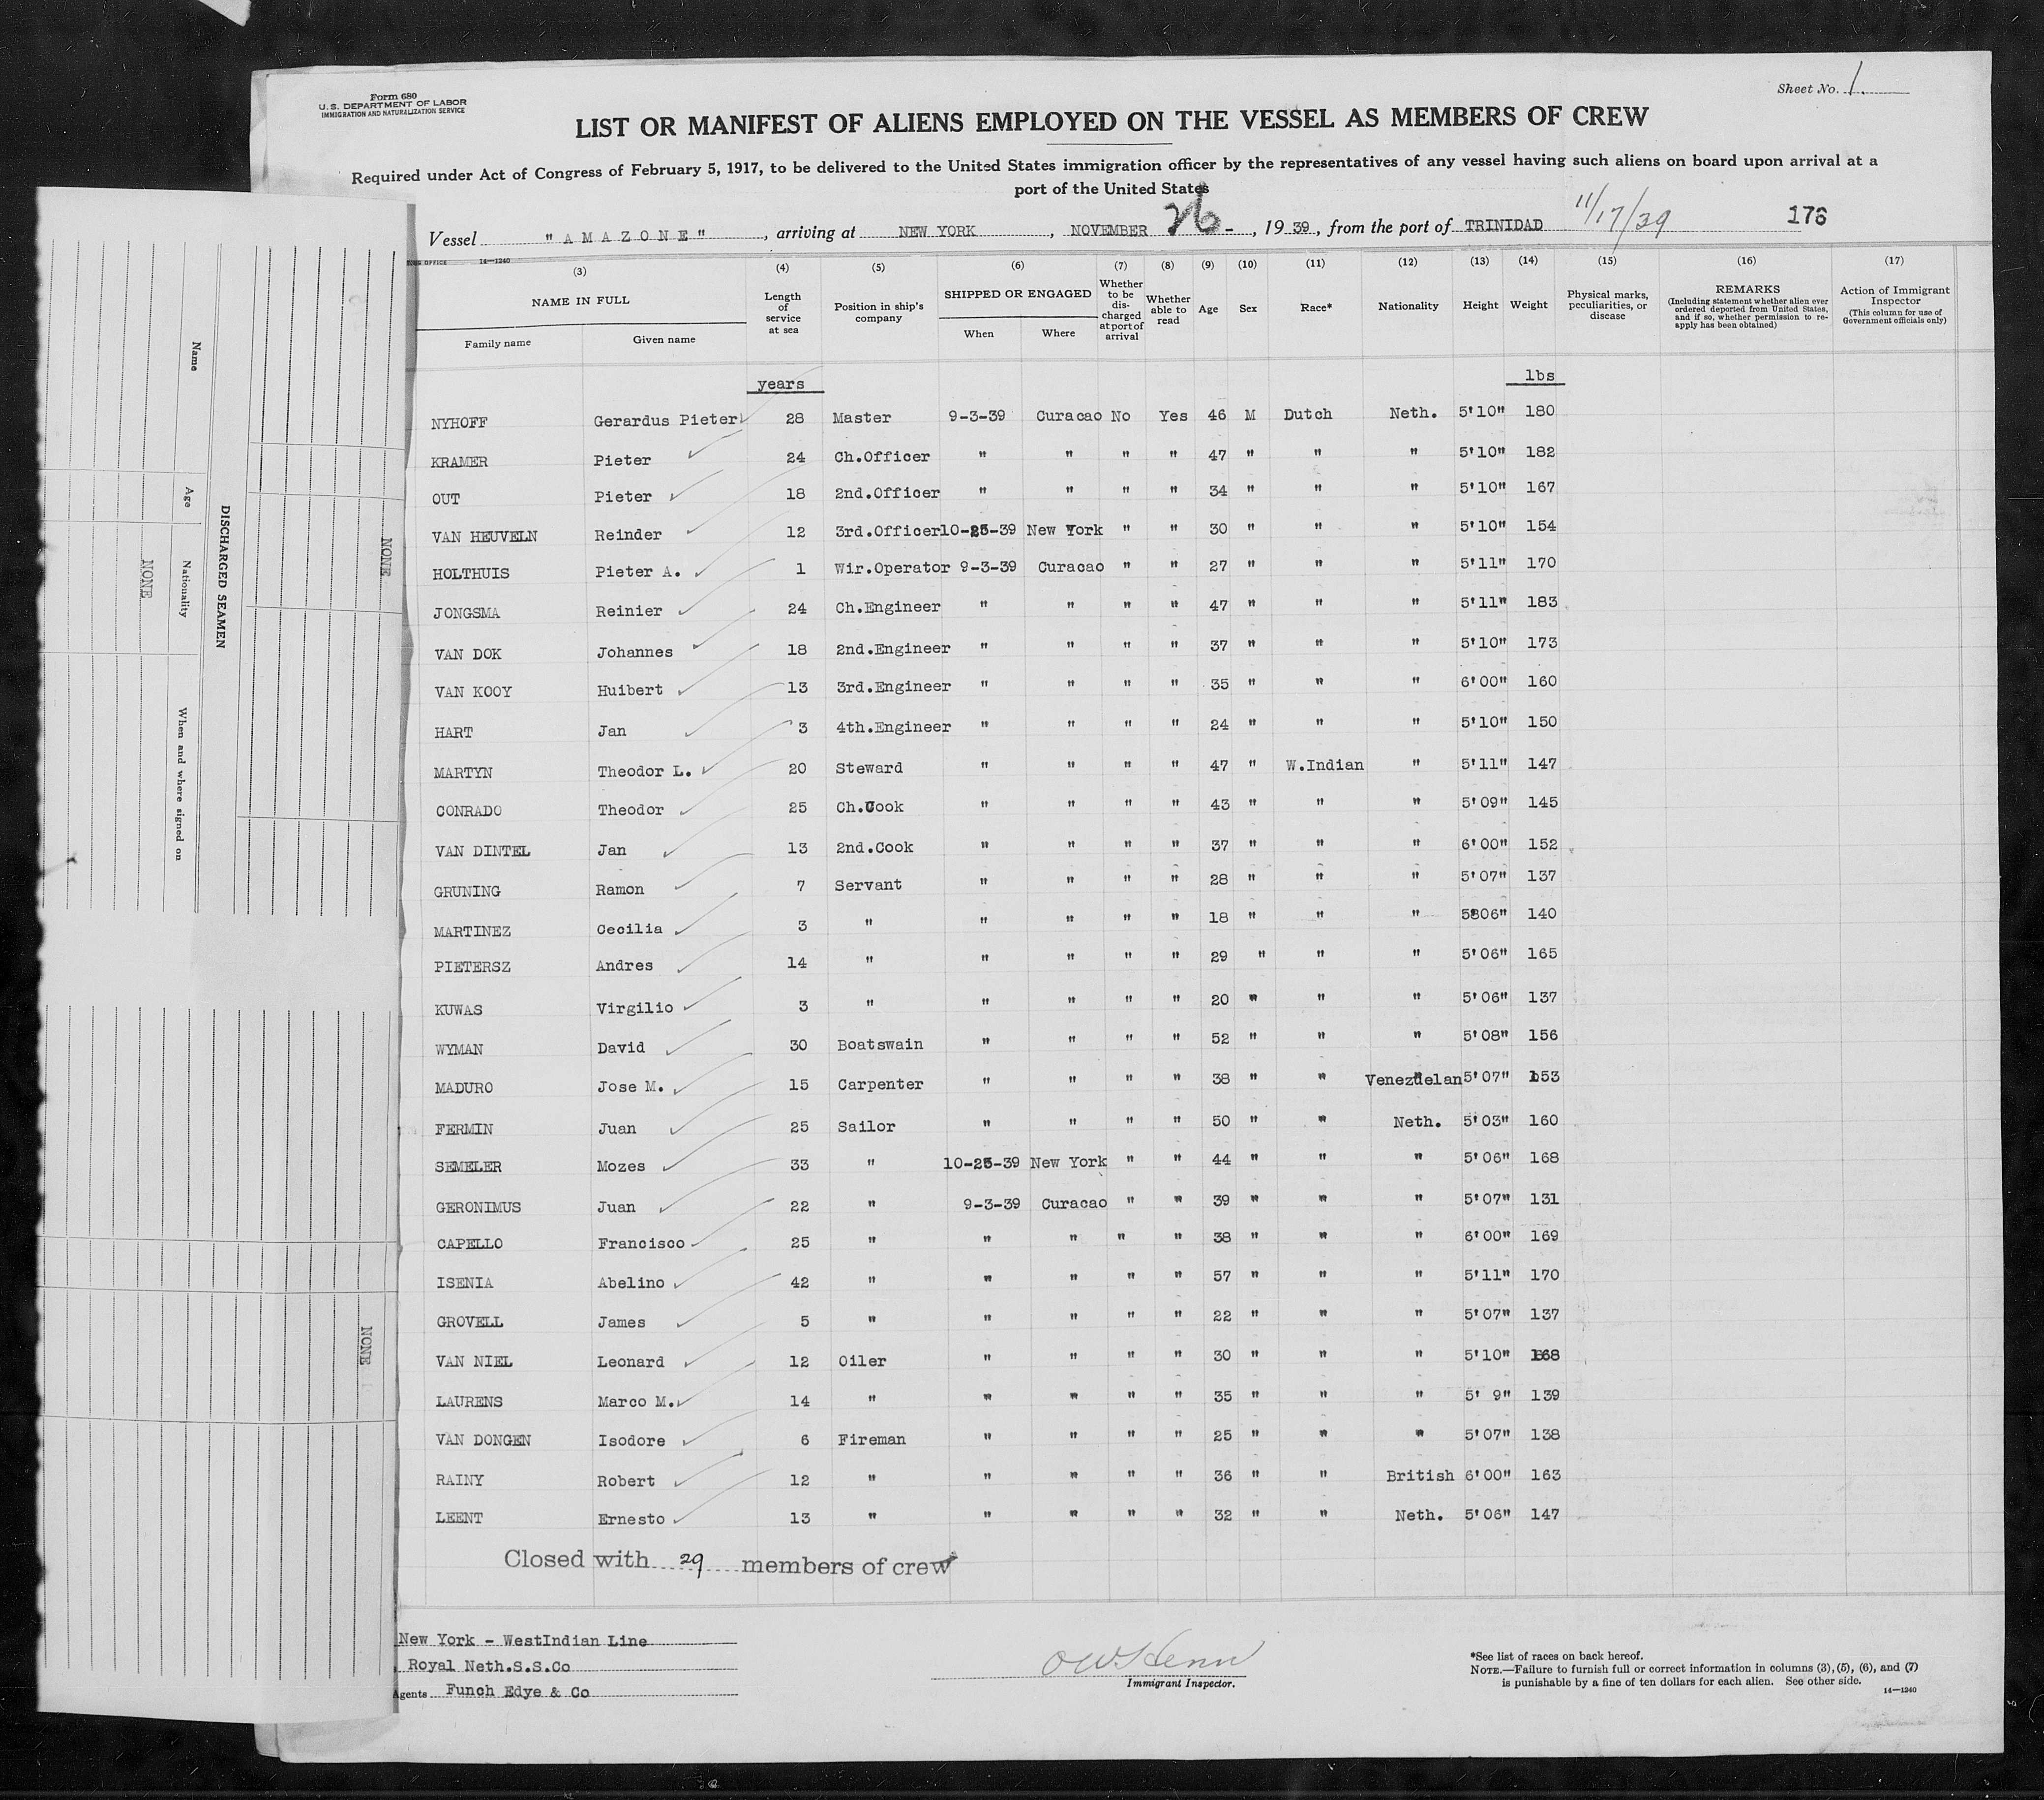 Form 680
U.S. DEPARTMENT OF LABOR
IMMIGRATION AND NATURALIZATION SERVICE
Sheet No. 1.
LIST OR MANIFEST OF ALIENS EMPLOYED ON THE VESSEL AS MEMBERS OF CREW
Required under Act of Congress of February 5, 1917, to be delivered to the United States immigration officer by the representatives of any vessel having such aliens on board upon arrival at a
port of the United States
Vessel " A M A Z O N E ", arriving at NEW YORK, NOVEMBER 26-, 19 39, from the port of TRINIDAD 11/17/39 176
14—1240
(3) (4) (5) (6) (7) (8) (9) (10) (11) (12) (13) (14) (15) (16) (17)
NAME IN FULL Length of service at sea Position in ship's company SHIPPED OR ENGAGED Whether to be discharged at port of arrival Whether able to read Age Sex Race* Nationality Height Weight Physical marks, peculiarities, or disease REMARKS (Including statement whether alien ever ordered deported from United States, and if so, whether permission to reapply has been obtained) Action of Immigrant Inspector (This column for use of Government officials only)
Family name Given name When Where
years lbs
NYHOFF Gerardus Pieter 28 Master 9-3-39 Curacao No Yes 46 M Dutch Neth. 5'10" 180
KRAMER Pieter 24 Ch.Officer " " " " 47 " " " 5'10" 182
OUT Pieter 18 2nd.Officer " " " " 34 " " " 5'10" 167
VAN HEUVELN Reinder 12 3rd.Officer 10-25-39 New York " " 30 " " " 5'10" 154
HOLTHUIS Pieter A. 1 Wir.Operator 9-3-39 Curacao " " 27 " " " 5'11" 170
JONGSMA Reinier 24 Ch.Engineer " " " " 47 " " " 5'11" 183
VAN DOK Johannes 18 2nd.Engineer " " " " 37 " " " 5'10" 173
VAN KOOY Huibert 13 3rd.Engineer " " " " 35 " " " 6'00" 160
HART Jan 3 4th.Engineer " " " " 24 " " " 5'10" 150
MARTYN Theodor L. 20 Steward " " " " 47 " W.Indian " 5'11" 147
CONRADO Theodor 25 Ch.Cook " " " " 43 " " " 5'09" 145
VAN DINTEL Jan 13 2nd.Cook " " " " 37 " " " 6'00" 152
GRUNING Ramon 7 Servant " " " " 28 " " " 5'07" 137
MARTINEZ Cecilia 3 " " " " " 18 " " " 5'06" 140
PIETERSZ Andres 14 " " " " " 29 " " " 5'06" 165
KUWAS Virgilio 3 " " " " " 20 " " " 5'06" 137
WYMAN David 30 Boatswain " " " " 52 " " " 5'08" 156
MADURO Jose M. 15 Carpenter " " " " 38 " " Venezuelan 5'07" 153
FERMIN Juan 25 Sailor " " " " 50 " " Neth. 5'03" 160
SEMELER Mozes 33 " 10-25-39 New York " " 44 " " " 5'06" 168
GERONIMUS Juan 22 " 9-3-39 Curacao " " 39 " " " 5'07" 131
CAPELLO Francisco 25 " " " " " 38 " " " 6'00" 169
ISENIA Abelino 42 " " " " " 57 " " " 5'11" 170
GROVELL James 5 " " " " " 22 " " " 5'07" 137
VAN NIEL Leonard 12 Oiler " " " " 30 " " " 5'10" 168
LAURENS Marco M. 14 " " " " " 35 " " " 5' 9" 139
VAN DONGEN Isodore 6 Fireman " " " " 25 " " " 5'07" 138
RAINY Robert 12 " " " " " 36 " " British 6'00" 163
LEENT Ernesto 13 " " " " " 32 " " Neth. 5'06" 147
Closed with 29 members of crew
New York - WestIndian Line
Royal Neth.S.S.Co
Agents Funch Edye & Co
Immigrant Inspector.
*See list of races on back hereof.
NOTE.—Failure to furnish full or correct information in columns (3), (5), (6), and (7)
is punishable by a fine of ten dollars for each alien. See other side.
14—1240
DISCHARGED SEAMEN
Name
Age
Nationality
When and where signed on
NONE
NONE
NONE